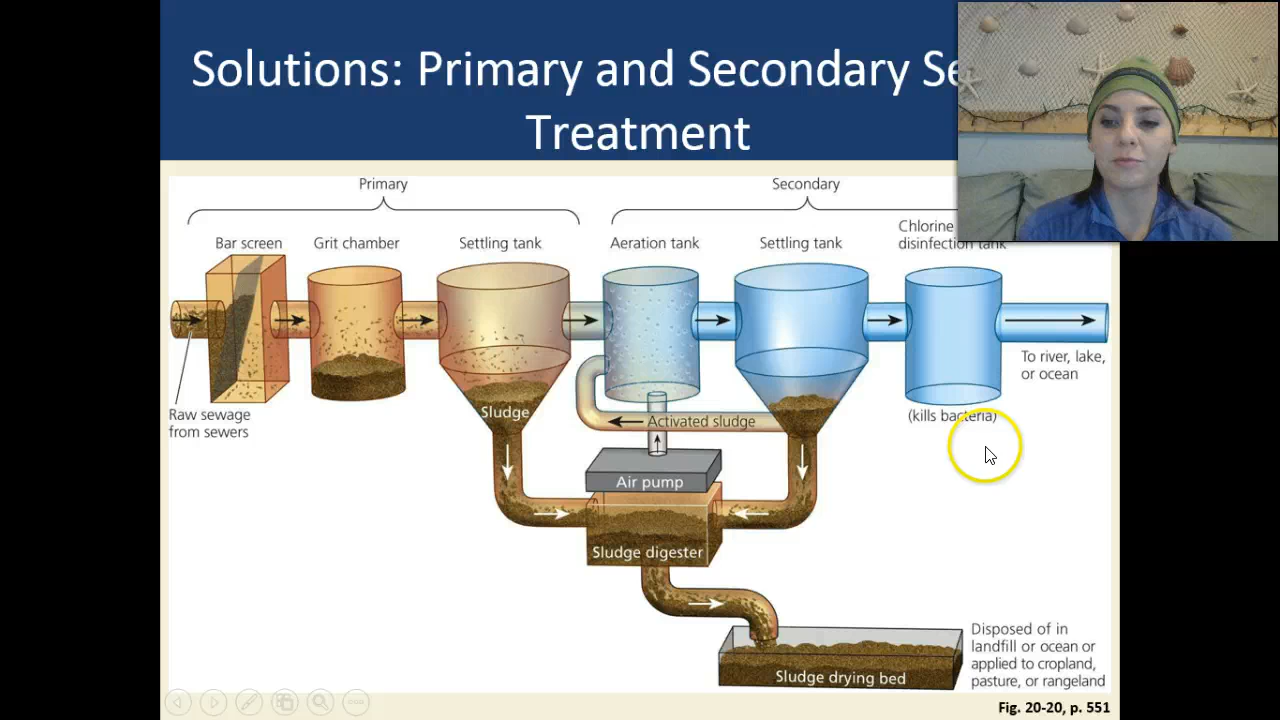 Solutions: Primary and Secondary
Treatment
Primary
Secondary
Bar screen
Grit chamber
Settling tank
Aeration tank
Settling tank
Chlorine
disinfection tank
Raw sewage
from sewers
Sludge
Activated sludge
To river, lake,
or ocean
(kills bacteria)
Air pump
Sludge digester
Sludge drying bed
Disposed of in
landfill or ocean or
applied to cropland,
pasture, or rangeland
Fig. 20-20, p. 551